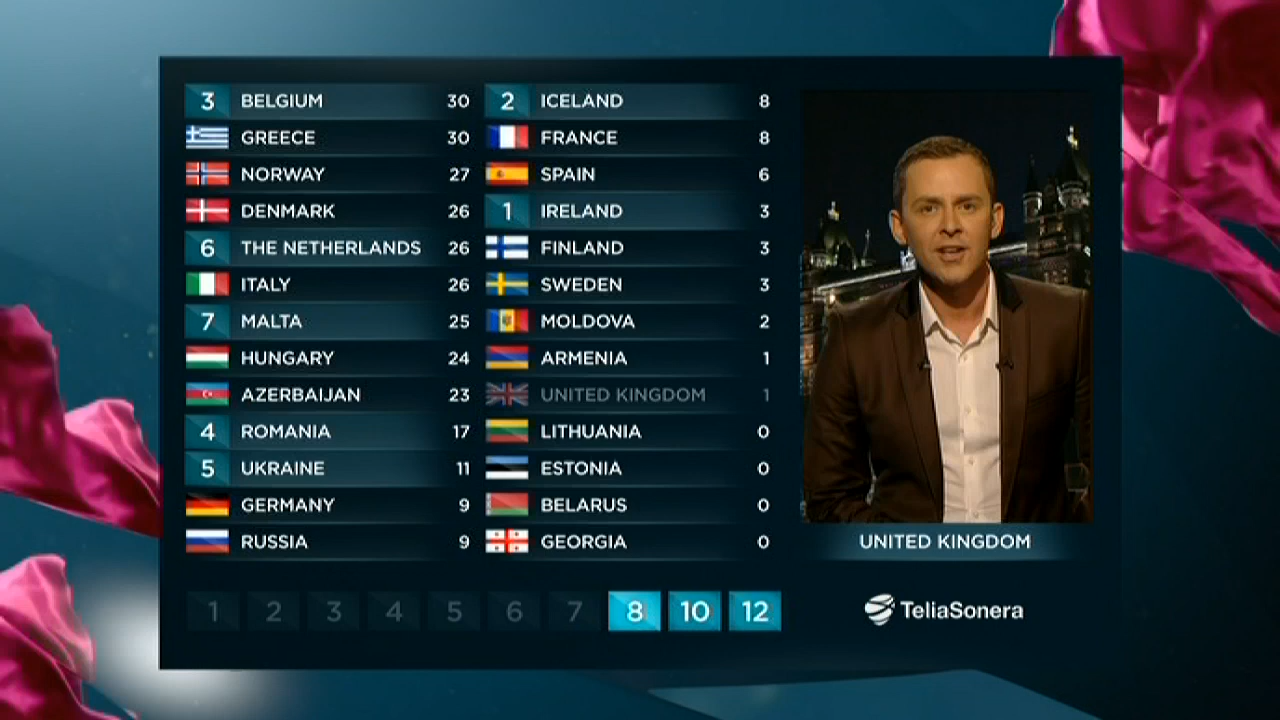 3 BELGIUM 30
GREECE 30
NORWAY 27
DENMARK 26
6 THE NETHERLANDS 26
ITALY 26
7 MALTA 25
HUNGARY 24
AZERBAIJAN 23
4 ROMANIA 17
5 UKRAINE 11
GERMANY 9
RUSSIA 9
2 ICELAND 8
FRANCE 8
SPAIN 6
1 IRELAND 3
FINLAND 3
SWEDEN 3
MOLDOVA 2
ARMENIA 1
UNITED KINGDOM 1
LITHUANIA 0
ESTONIA 0
BELARUS 0
GEORGIA 0
UNITED KINGDOM
1 2 3 4 5 6 7 8 10 12
TeliaSonera